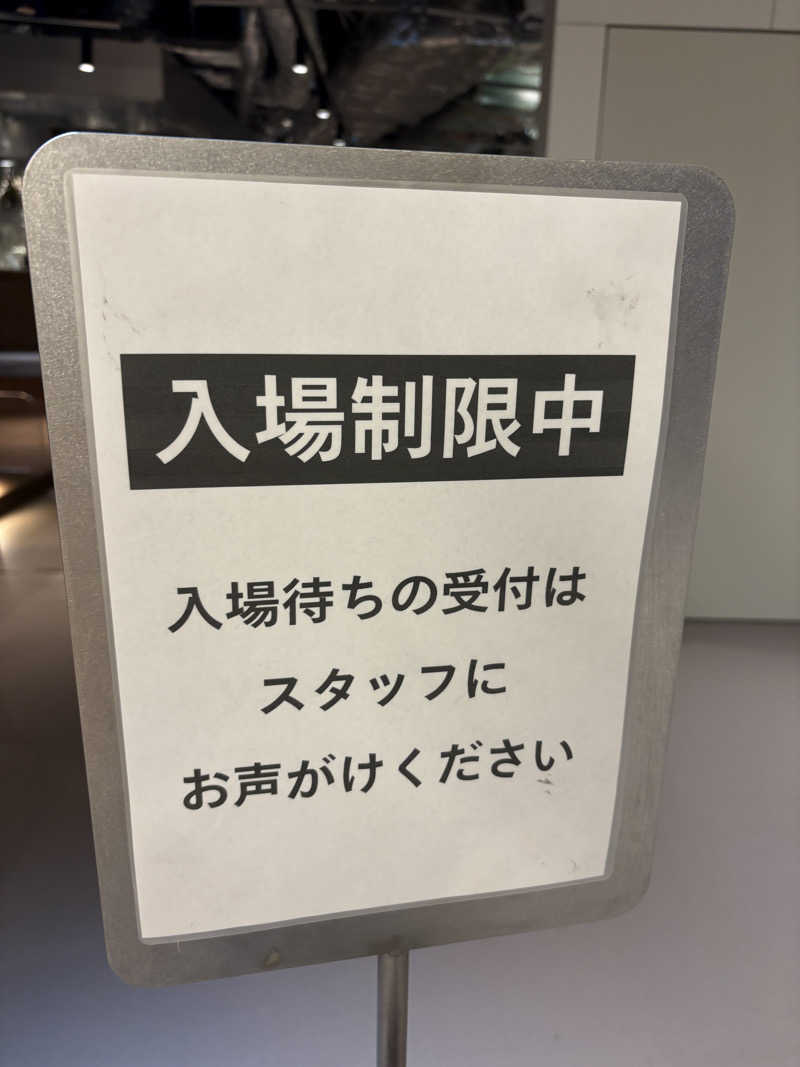 入場制限中
入場待ちの受付は
スタッフに
お声がけください